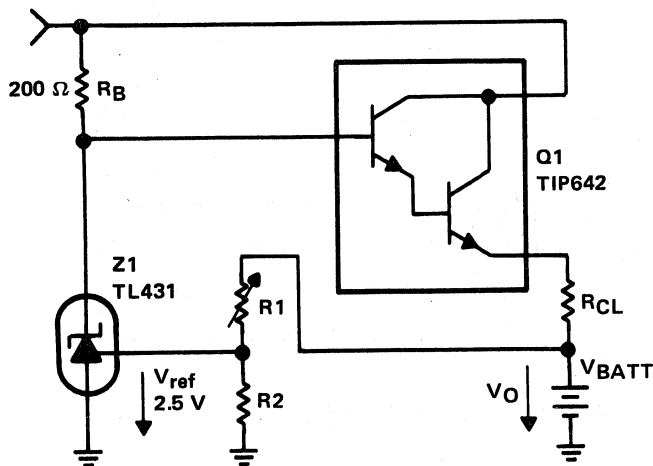 200 Ω RB
Q1
TIP642
Z1
TL431
R1
RCL
Vref
2.5 V
R2
VO
VBATT